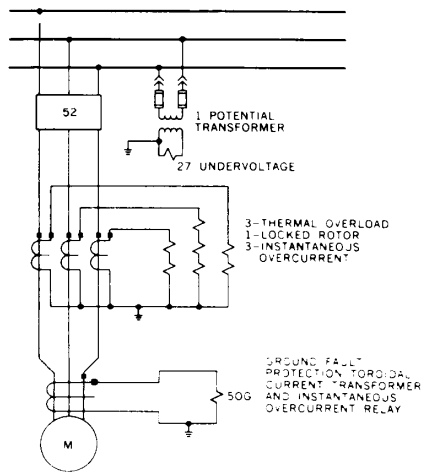 52
1 POTENTIAL
TRANSFORMER
27 UNDERVOLTAGE
3-THERMAL OVERLOAD
1-LOCKED ROTOR
3-INSTANTANEOUS
OVERCURRENT
GROUND FAULT
PROTECTION TOROIDAL
CURRENT TRANSFORMER
AND INSTANTANEOUS
OVERCURRENT RELAY
50G
M